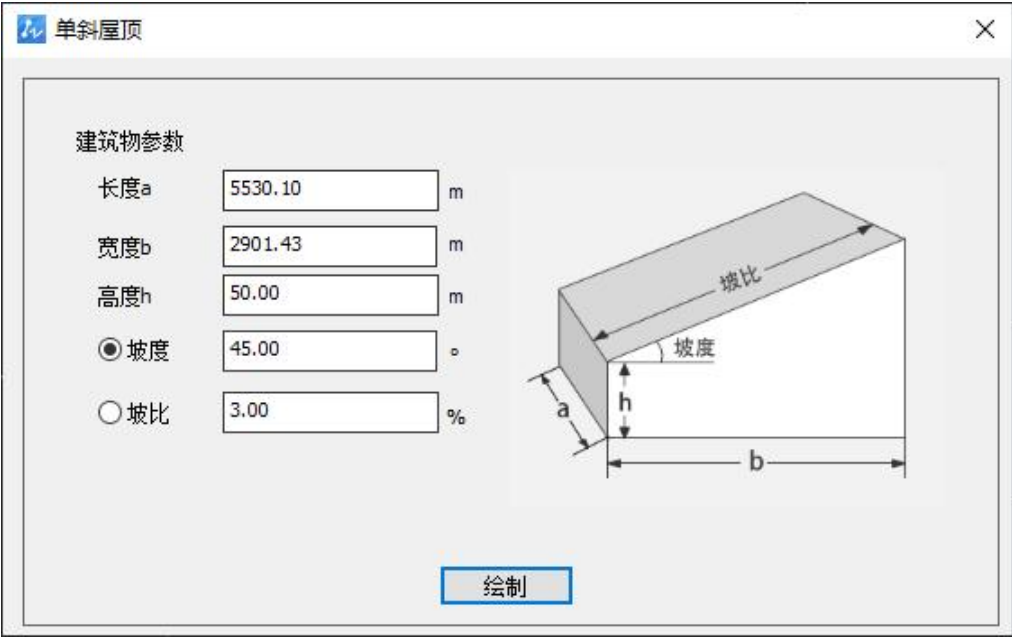 单斜屋顶
建筑物参数
长度a 5530.10 m
宽度b 2901.43 m
高度h 50.00 m
坡度 45.00 °
坡比 3.00 %
坡比
坡度
h
a
b
绘制